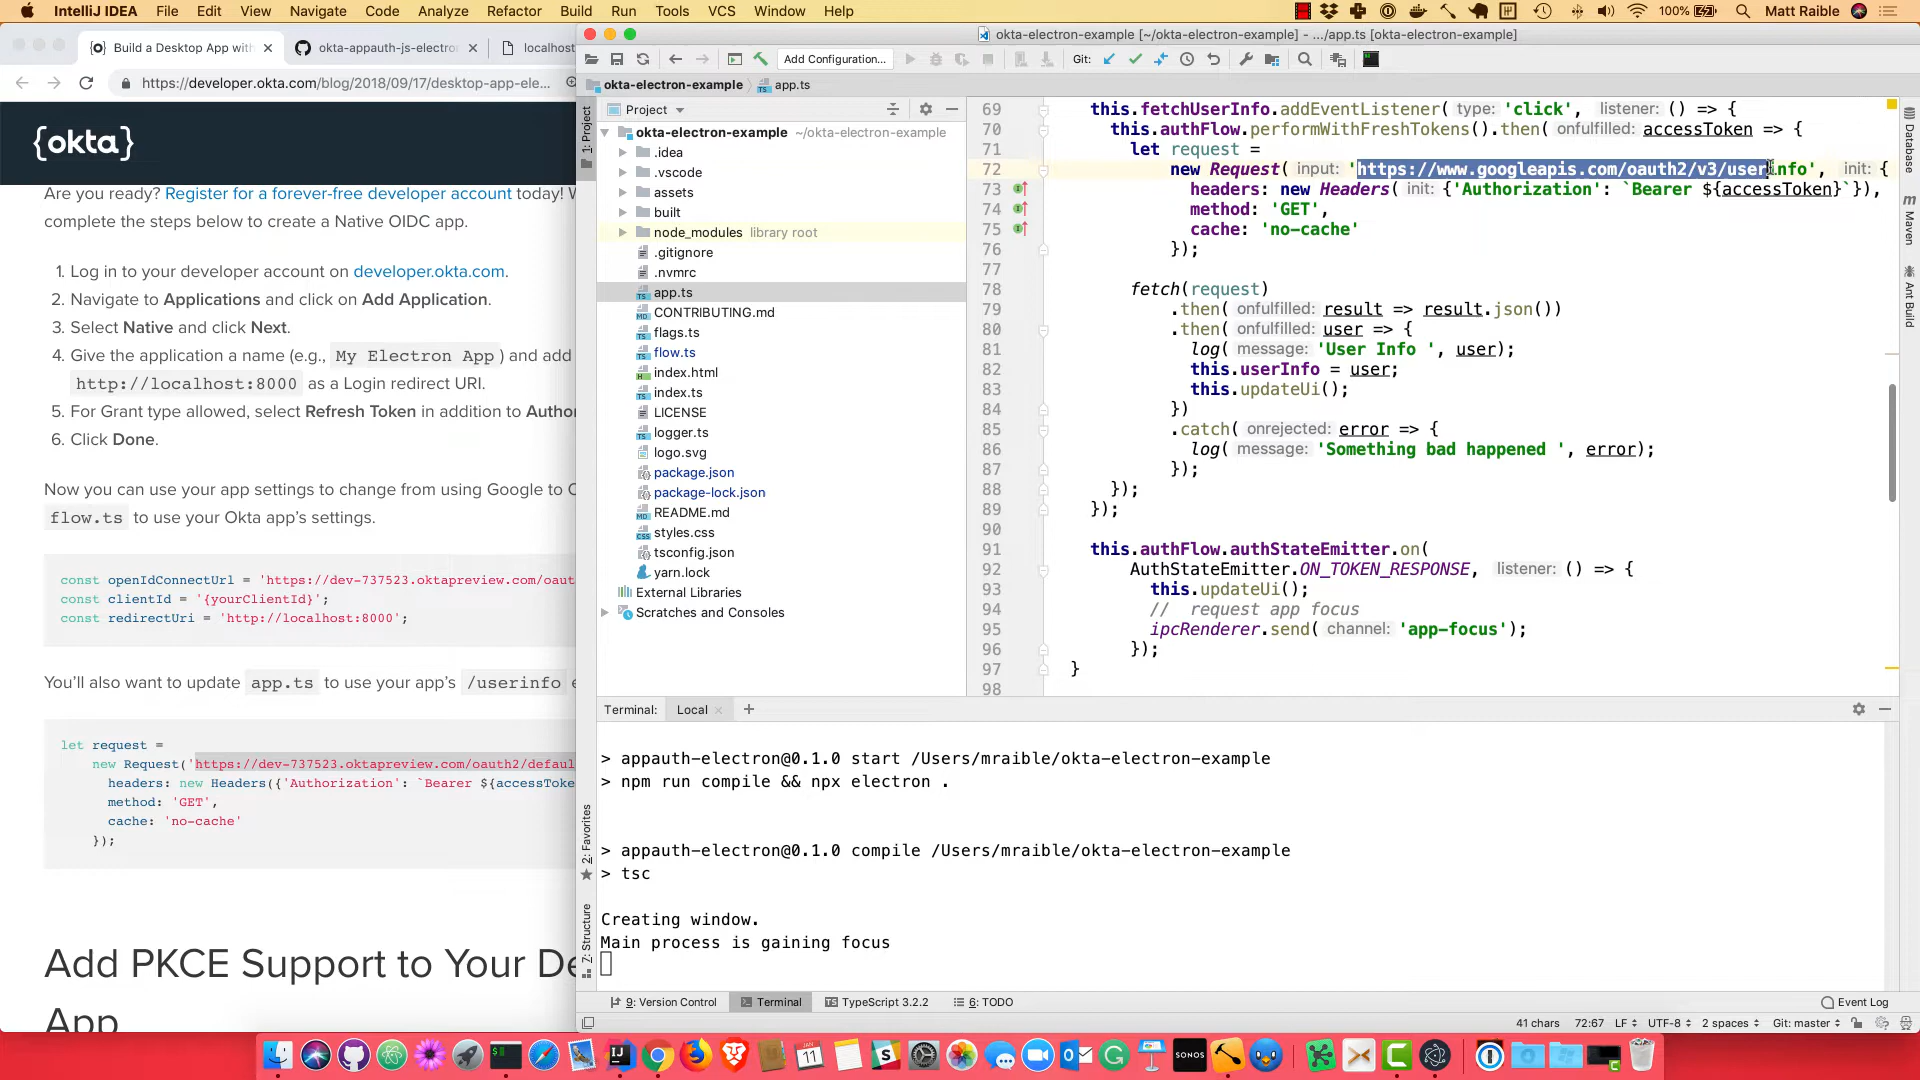 IntelliJ IDEA File Edit View Navigate Code Analyze Refactor Build Run Tools VCS Window Help 100% Matt Raible
Build a Desktop App with okta-appauth-js-electron localhost
https://developer.okta.com/blog/2018/09/17/desktop-app-ele...
{okta}
Are you ready? Register for a forever-free developer account today!
complete the steps below to create a Native OIDC app.
1. Log in to your developer account on developer.okta.com.
2. Navigate to Applications and click on Add Application.
3. Select Native and click Next.
4. Give the application a name (e.g., My Electron App ) and add
http://localhost:8000 as a Login redirect URI.
5. For Grant type allowed, select Refresh Token in addition to
6. Click Done.
Now you can use your app settings to change from using Google to
flow.ts to use your Okta app's settings.
const openIdConnectUrl = 'https://dev-737523.oktapreview.com/oaut
const clientId = '{yourClientId}';
const redirectUri = 'http://localhost:8000';
You'll also want to update app.ts to use your app's /userinfo
let request =
new Request('https://dev-737523.oktapreview.com/oauth2/defaul
headers: new Headers({'Authorization': `Bearer ${accessToke
method: 'GET',
cache: 'no-cache'
});
Add PKCE Support to Your
App
okta-electron-example [~/okta-electron-example] - .../app.ts [okta-electron-example]
Add Configuration... Git:
okta-electron-example app.ts
Project
okta-electron-example ~/okta-electron-example
.idea
.vscode
assets
built
node_modules library root
.gitignore
.nvmrc
app.ts
CONTRIBUTING.md
flags.ts
flow.ts
index.html
index.ts
LICENSE
logger.ts
logo.svg
package.json
package-lock.json
README.md
styles.css
tsconfig.json
yarn.lock
External Libraries
Scratches and Consoles
1: Project
2: Favorites
Z: Structure
69 this.fetchUserInfo.addEventListener( type: 'click', listener: () => {
70 this.authFlow.performWithFreshTokens().then( onfulfilled: accessToken => {
71 let request =
72 new Request( input: 'https://www.googleapis.com/oauth2/v3/userinfo', init: {
73 headers: new Headers( init: {'Authorization': `Bearer ${accessToken}`}),
74 method: 'GET',
75 cache: 'no-cache'
76 });
77
78 fetch(request)
79 .then( onfulfilled: result => result.json())
80 .then( onfulfilled: user => {
81 log( message: 'User Info ', user);
82 this.userInfo = user;
83 this.updateUi();
84 })
85 .catch( onrejected: error => {
86 log( message: 'Something bad happened ', error);
87 });
88 });
89 });
90
91 this.authFlow.authStateEmitter.on(
92 AuthStateEmitter.ON_TOKEN_RESPONSE, listener: () => {
93 this.updateUi();
94 // request app focus
95 ipcRenderer.send( channel: 'app-focus');
96 });
97 }
98
Database
Maven
Ant Build
Terminal: Local
> appauth-electron@0.1.0 start /Users/mraible/okta-electron-example
> npm run compile && npx electron .
> appauth-electron@0.1.0 compile /Users/mraible/okta-electron-example
> tsc
Creating window.
Main process is gaining focus
9: Version Control Terminal TypeScript 3.2.2 6: TODO Event Log
41 chars 72:67 LF UTF-8 2 spaces Git: master
11
SONOS